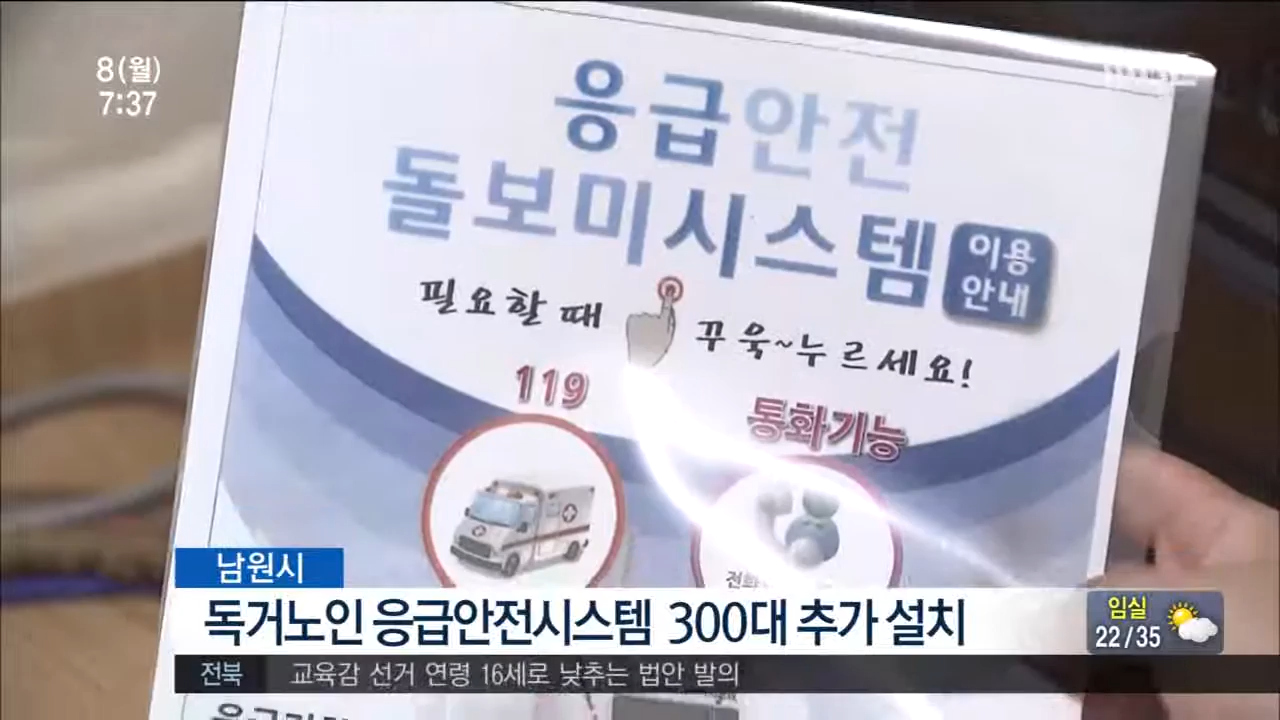 8(월)
7:37
응급안전
돌보미시스템
이용
안내
필요할 때
꾸욱~누르세요!
119
통화기능
남원시
독거노인 응급안전시스템 300대 추가 설치
임실
22/35
전북
교육감 선거 연령 16세로 낮추는 법안 발의